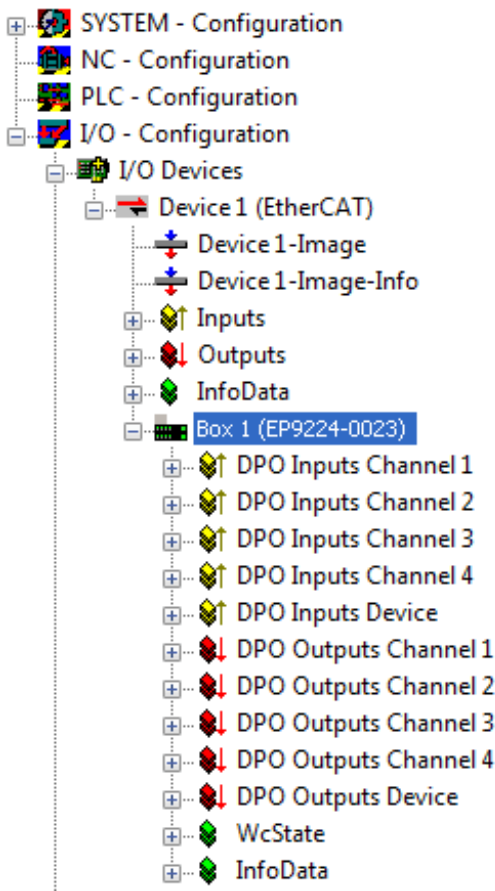 SYSTEM - Configuration
NC - Configuration
PLC - Configuration
I/O - Configuration
I/O Devices
Device 1 (EtherCAT)
Device 1-Image
Device 1-Image-Info
Inputs
Outputs
InfoData
Box 1 (EP9224-0023)
DPO Inputs Channel 1
DPO Inputs Channel 2
DPO Inputs Channel 3
DPO Inputs Channel 4
DPO Inputs Device
DPO Outputs Channel 1
DPO Outputs Channel 2
DPO Outputs Channel 3
DPO Outputs Channel 4
DPO Outputs Device
WcState
InfoData